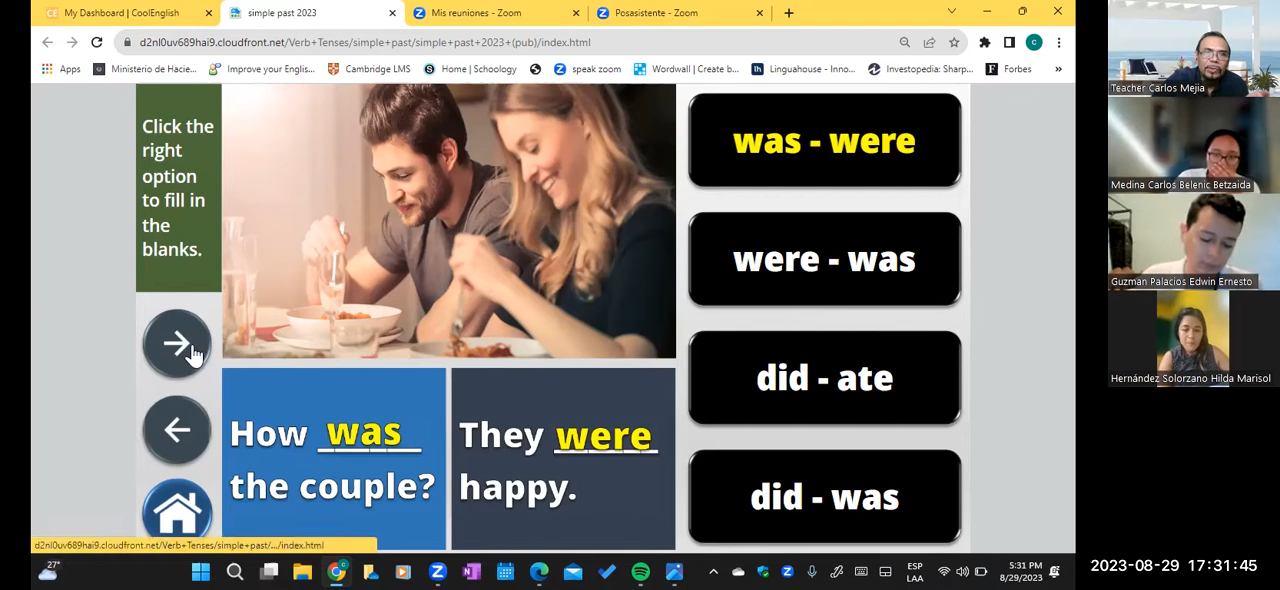 My Dashboard | CoolEnglish
simple past 2023
Mis reuniones - Zoom
Posasistente - Zoom
d2nl0uv689hai9.cloudfront.net/Verb+Tenses/simple+past/simple+past+2023+(pub)/index.html
Apps
Ministerio de Hacie...
Improve your Englis...
Cambridge LMS
Home | Schoology
speak zoom
Wordwall | Create b...
Linguahouse - Inno...
Investopedia: Sharp...
Forbes
Click the
right
option
to fill in
the
blanks.
How was
the couple?
They were
happy.
was - were
were - was
did - ate
did - was
d2nl0uv689hai9.cloudfront.net/Verb+Tenses/simple+past/.../index.html
27°
ESP
LAA
5:31 PM
8/29/2023
Teacher Carlos Mejia
Medina Carlos Belenic Betzaida
Guzman Palacios Edwin Ernesto
Hernández Solorzano Hilda Marisol
2023-08-29 17:31:45